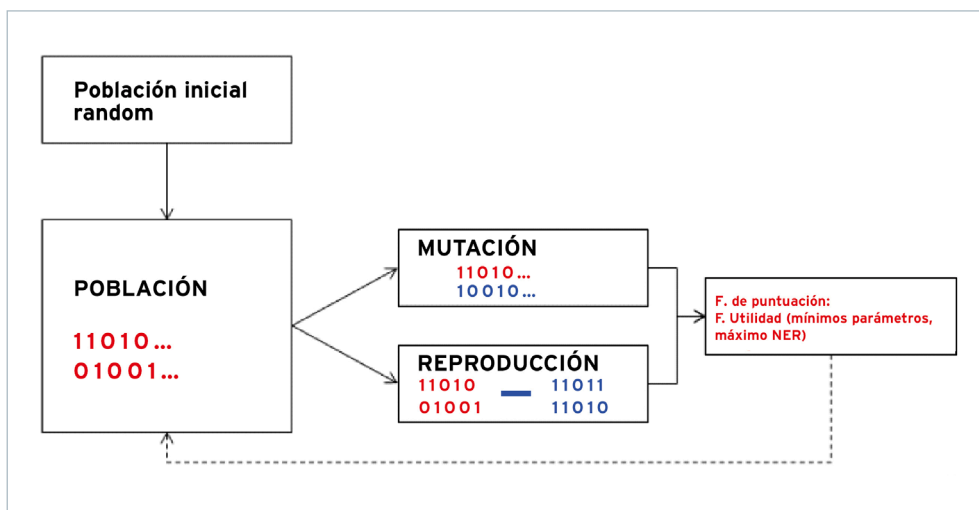 Población inicial
random
POBLACIÓN
11010...
01001...
MUTACIÓN
11010...
10010...
REPRODUCCIÓN
11010 — 11011
01001 11010
F. de puntuación:
F. Utilidad (mínimos parámetros,
máximo NER)